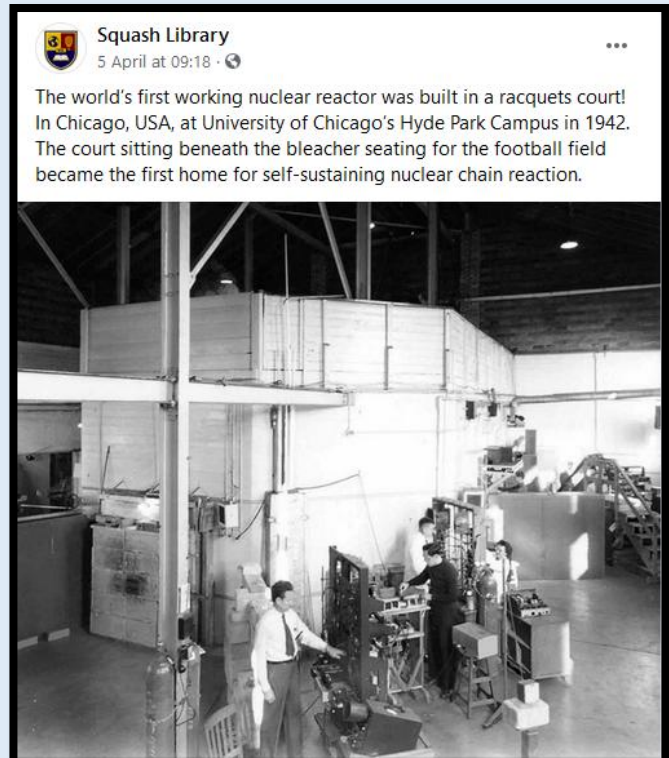 Squash Library
5 April at 09:18 ·
The world's first working nuclear reactor was built in a racquets court!
In Chicago, USA, at University of Chicago's Hyde Park Campus in 1942.
The court sitting beneath the bleacher seating for the football field
became the first home for self-sustaining nuclear chain reaction.